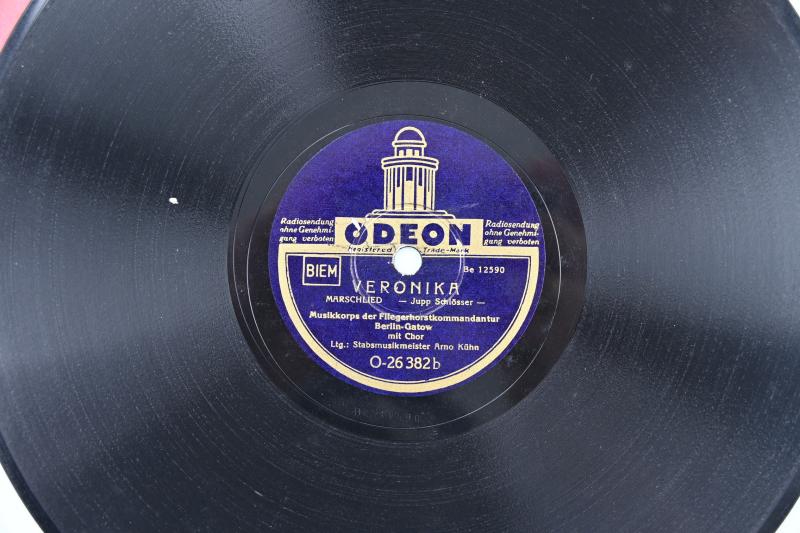 Radiosendung
ohne Genehmi-
gung verboten
ODEON
Radiosendung
ohne Genehmi-
gung verboten
Registered Trade-Mark
BIEM
Be 12590
VERONIKA
MARSCHLIED — Jupp Schlösser —
Musikkorps der Fliegerhorstkommandantur
Berlin-Gatow
mit Chor
Ltg.: Stabsmusikmeister Arno Kühn
O-26382b